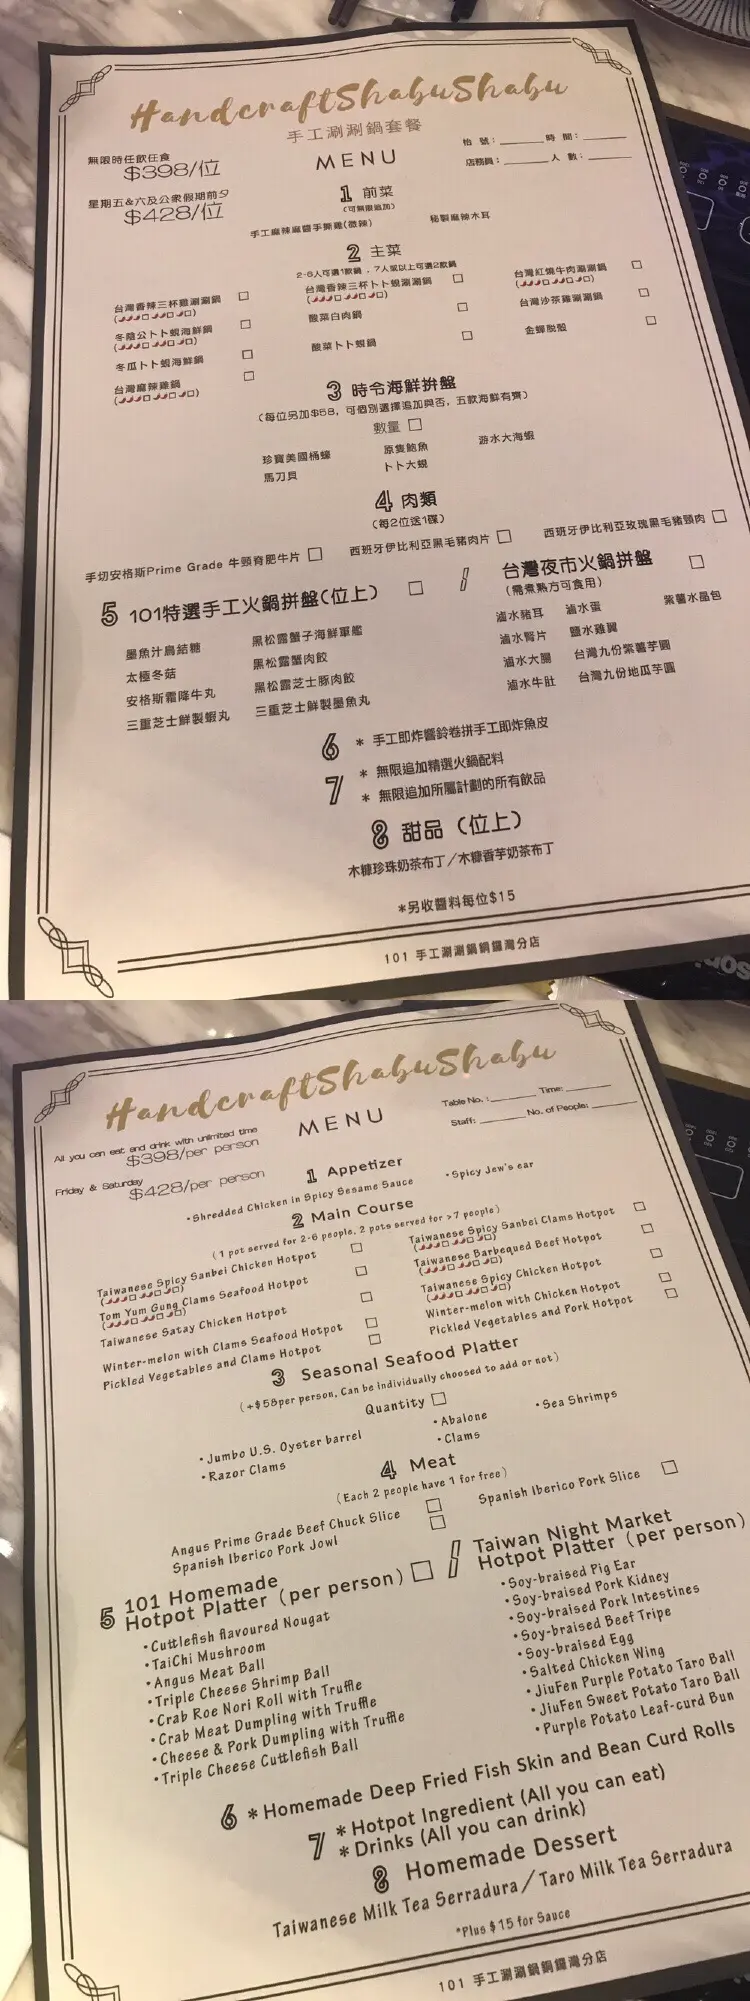 HandcraftShabuShabu
手工涮涮鍋套餐
MENU
無限時任飲任食
$398/位
星期五&六及公眾假期前夕
$428/位
枱 號：______ 時 間：______
店務員：______ 人 數：______
1 前菜
(可無限追加)
手工麻辣麻醬手撕雞(微辣) 秘製麻辣木耳
2 主菜
2-6人可選1款鍋，7人或以上可選2款鍋
台灣香辣三杯雞涮涮鍋
冬陰公卜卜蜆海鮮鍋
冬瓜卜卜蜆海鮮鍋
台灣麻辣雞鍋
台灣香辣三杯卜卜蜆涮涮鍋
酸菜白肉鍋
酸菜卜卜蜆鍋
台灣紅燒牛肉涮涮鍋
台灣沙茶雞涮涮鍋
金蟬脱殼
3 時令海鮮拼盤
(每位另加$58，可個別選擇追加與否，五款海鮮有齊)
數量
珍寶美國桶蠔 原隻鮑魚 游水大海蝦
馬刀貝 卜卜大蜆
4 肉類
(每2位送1碟)
手切安格斯Prime Grade 牛頸脊肥牛片 西班牙伊比利亞黑毛豬肉片 西班牙伊比利亞玫瑰黑毛豬頸肉
5 101特選手工火鍋拼盤(位上) /
墨魚汁鳥結糖 黑松露蟹子海鮮軍艦
太極冬菇 黑松露蟹肉餃
安格斯霜降牛丸 黑松露芝士豚肉餃
三重芝士鮮製蝦丸 三重芝士鮮製墨魚丸
台灣夜市火鍋拼盤
(需煮熟方可食用)
滷水豬耳 滷水蛋 紫薯水晶包
滷水腎片 鹽水雞翼
滷水大腸 台灣九份紫薯芋圓
滷水牛肚 台灣九份地瓜芋圓
6 * 手工即炸響鈴卷拼手工即炸魚皮
7 * 無限追加精選火鍋配料
* 無限追加所屬計劃的所有飲品
8 甜品（位上）
木糠珍珠奶茶布丁/木糠香芋奶茶布丁
*另收醬料每位$15
101 手工涮涮鍋銅鑼灣分店
HandcraftShabuShabu
MENU
All you can eat and drink with unlimited time
$398/per person
Friday & Saturday
$428/per person
Table No. :______ Time:______
Staff: ______ No. of People:______
1 Appetizer
•Shredded Chicken in Spicy Sesame Sauce •Spicy Jew's ear
2 Main Course
(1 pot served for 2-6 people, 2 pots served for >7 people)
Taiwanese Spicy Sanbei Chicken Hotpot
Tom Yum Gung Clams Seafood Hotpot
Taiwanese Satay Chicken Hotpot
Winter-melon with Clams Seafood Hotpot
Pickled Vegetables and Clams Hotpot
Taiwanese Spicy Sanbei Clams Hotpot
Taiwanese Barbequed Beef Hotpot
Taiwanese Spicy Chicken Hotpot
Winter-melon with Chicken Hotpot
Pickled Vegetables and Pork Hotpot
3 Seasonal Seafood Platter
(+$58per person, Can be individually choosed to add or not)
Quantity
•Jumbo U.S. Oyster barrel •Abalone •Sea Shrimps
•Razor Clams •Clams
4 Meat
(Each 2 people have 1 for free)
Angus Prime Grade Beef Chuck Slice Spanish Iberico Pork Slice
Spanish Iberico Pork Jowl
5 101 Homemade
Hotpot Platter (per person) /
•Cuttlefish flavoured Nougat
•TaiChi Mushroom
•Angus Meat Ball
•Triple Cheese Shrimp Ball
•Crab Roe Nori Roll with Truffle
•Crab Meat Dumpling with Truffle
•Cheese & Pork Dumpling with Truffle
•Triple Cheese Cuttlefish Ball
Taiwan Night Market
Hotpot Platter (per person)
•Soy-braised Pig Ear
•Soy-braised Pork Kidney
•Soy-braised Pork Intestines
•Soy-braised Beef Tripe
•Soy-braised Egg
•Salted Chicken Wing
•JiuFen Purple Potato Taro Ball
•JiuFen Sweet Potato Taro Ball
•Purple Potato Leaf-curd Bun
6 *Homemade Deep Fried Fish Skin and Bean Curd Rolls
7 *Hotpot Ingredient (All you can eat)
*Drinks (All you can drink)
8 Homemade Dessert
Taiwanese Milk Tea Serradura/Taro Milk Tea Serradura
*Plus $15 for Sauce
101 手工涮涮鍋銅鑼灣分店